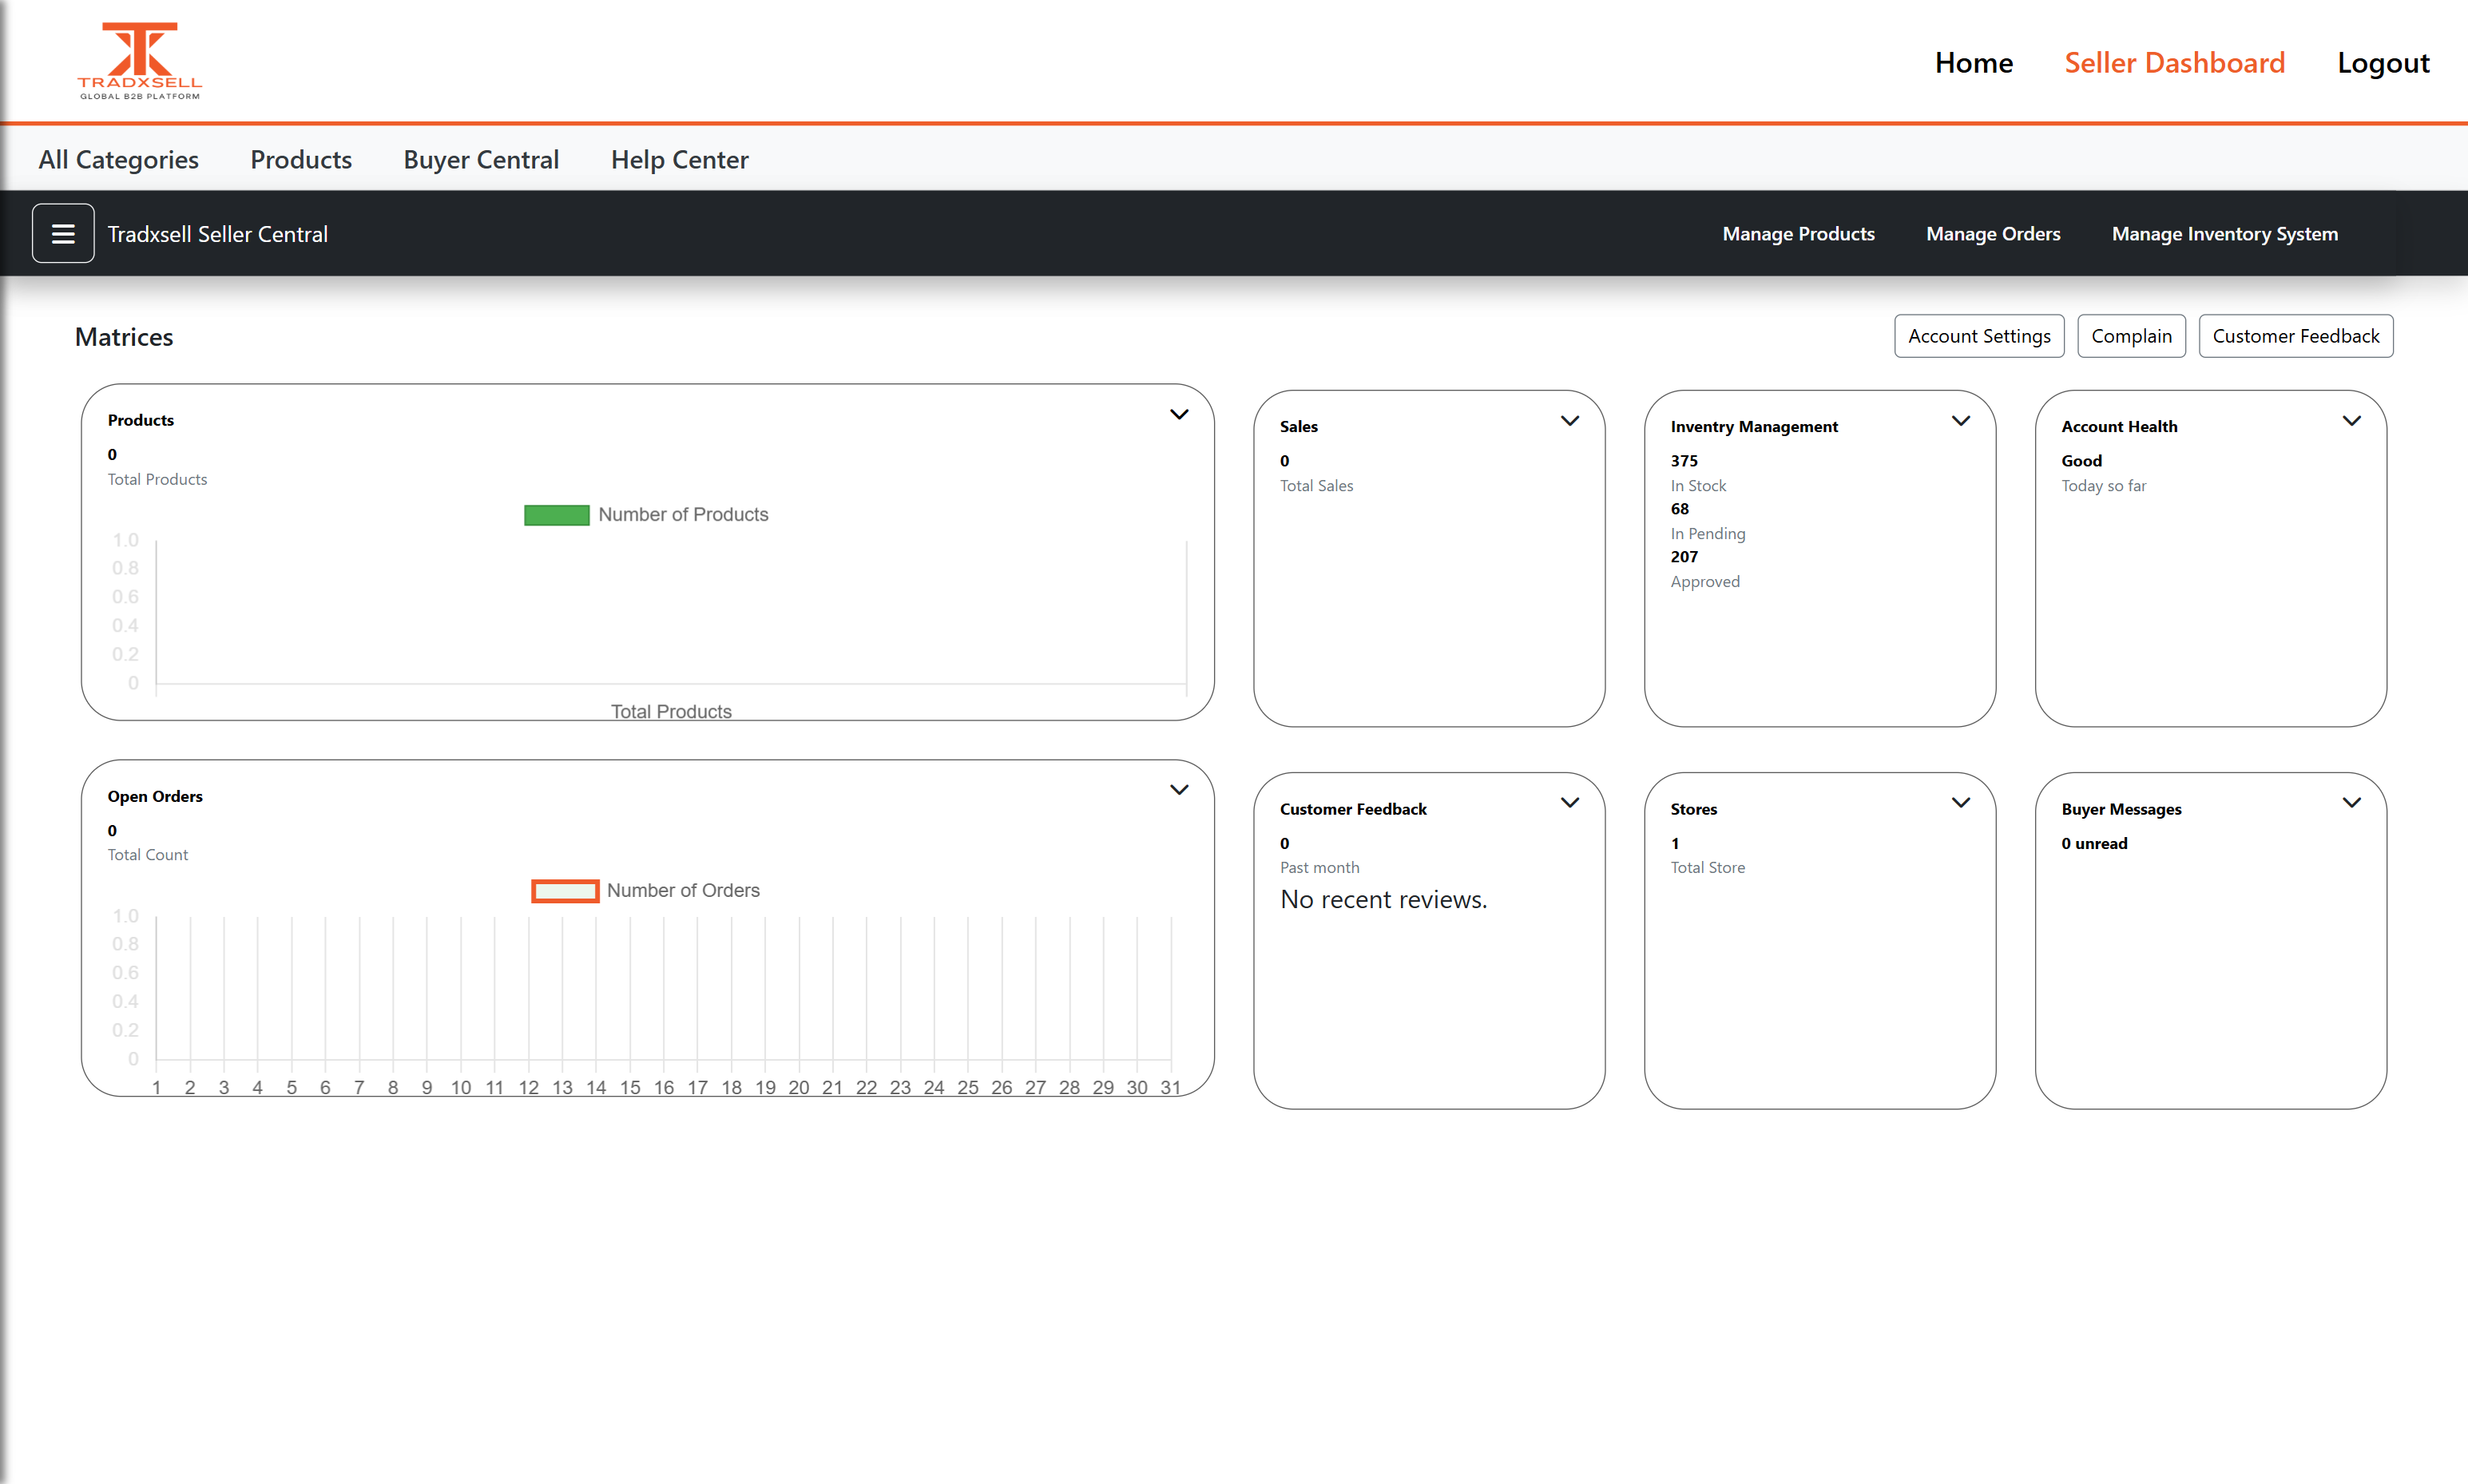 TRADXSELL
GLOBAL B2B PLATFORM
Home Seller Dashboard Logout
All Categories Products Buyer Central Help Center
Tradxsell Seller Central Manage Products Manage Orders Manage Inventory System
Matrices Account Settings Complain Customer Feedback
Products
0
Total Products
Number of Products
1.0
0.8
0.6
0.4
0.2
0
Total Products
Sales
0
Total Sales
Inventry Management
375
In Stock
68
In Pending
207
Approved
Account Health
Good
Today so far
Open Orders
0
Total Count
Number of Orders
1.0
0.8
0.6
0.4
0.2
0
1 2 3 4 5 6 7 8 9 10 11 12 13 14 15 16 17 18 19 20 21 22 23 24 25 26 27 28 29 30 31
Customer Feedback
0
Past month
No recent reviews.
Stores
1
Total Store
Buyer Messages
0 unread